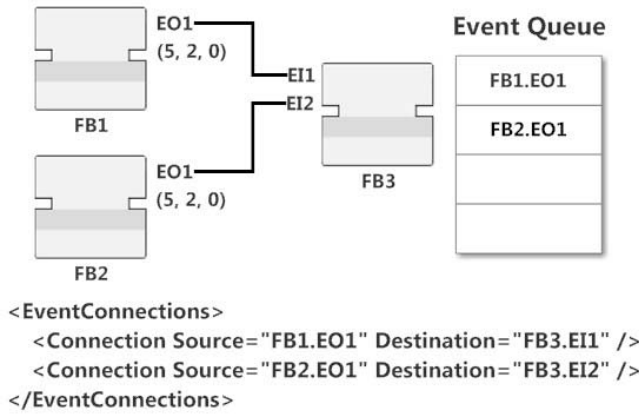 EO1
(5, 2, 0)
FB1
EI1
EI2
FB3
EO1
(5, 2, 0)
FB2
Event Queue
FB1.EO1
FB2.EO1
<EventConnections>
<Connection Source="FB1.EO1" Destination="FB3.EI1" />
<Connection Source="FB2.EO1" Destination="FB3.EI2" />
</EventConnections>